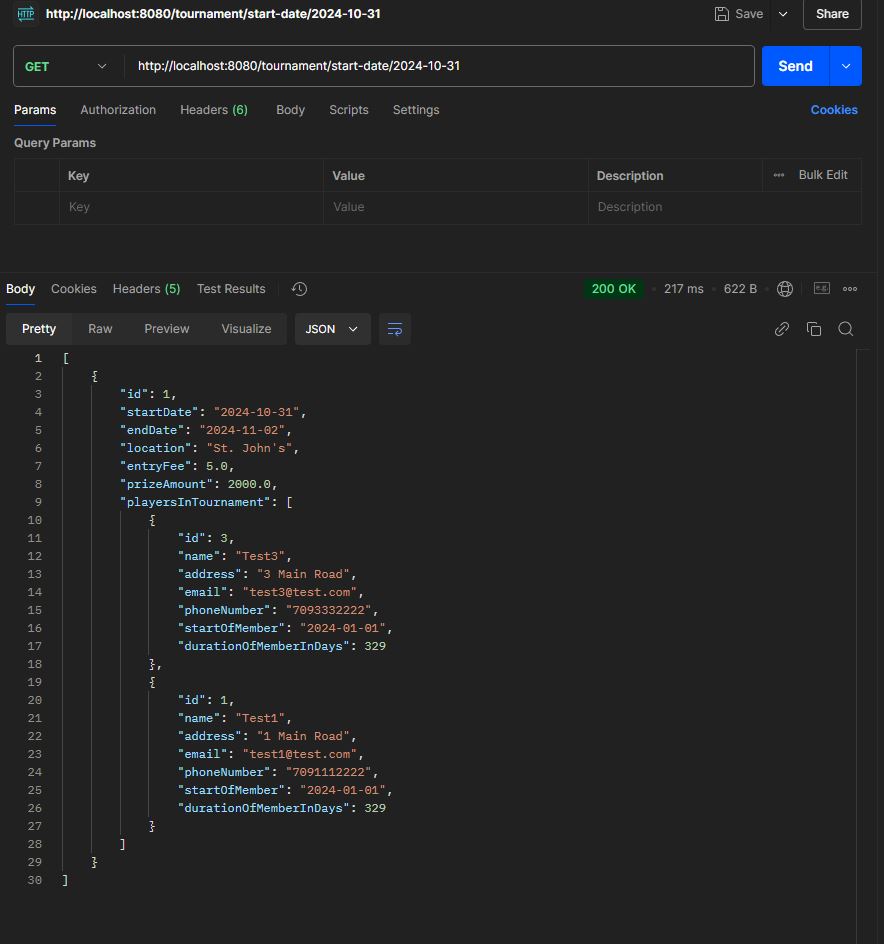 HTTP http://localhost:8080/tournament/start-date/2024-10-31 Save Share
GET http://localhost:8080/tournament/start-date/2024-10-31 Send
Params Authorization Headers (6) Body Scripts Settings Cookies
Query Params
Key Value Description ••• Bulk Edit
Key Value Description
Body Cookies Headers (5) Test Results 200 OK • 217 ms • 622 B • e.g. •••
Pretty Raw Preview Visualize JSON
1 [
2 {
3 "id": 1,
4 "startDate": "2024-10-31",
5 "endDate": "2024-11-02",
6 "location": "St. John's",
7 "entryFee": 5.0,
8 "prizeAmount": 2000.0,
9 "playersInTournament": [
10 {
11 "id": 3,
12 "name": "Test3",
13 "address": "3 Main Road",
14 "email": "test3@test.com",
15 "phoneNumber": "7093332222",
16 "startOfMember": "2024-01-01",
17 "durationOfMemberInDays": 329
18 },
19 {
20 "id": 1,
21 "name": "Test1",
22 "address": "1 Main Road",
23 "email": "test1@test.com",
24 "phoneNumber": "7091112222",
25 "startOfMember": "2024-01-01",
26 "durationOfMemberInDays": 329
27 }
28 ]
29 }
30 ]